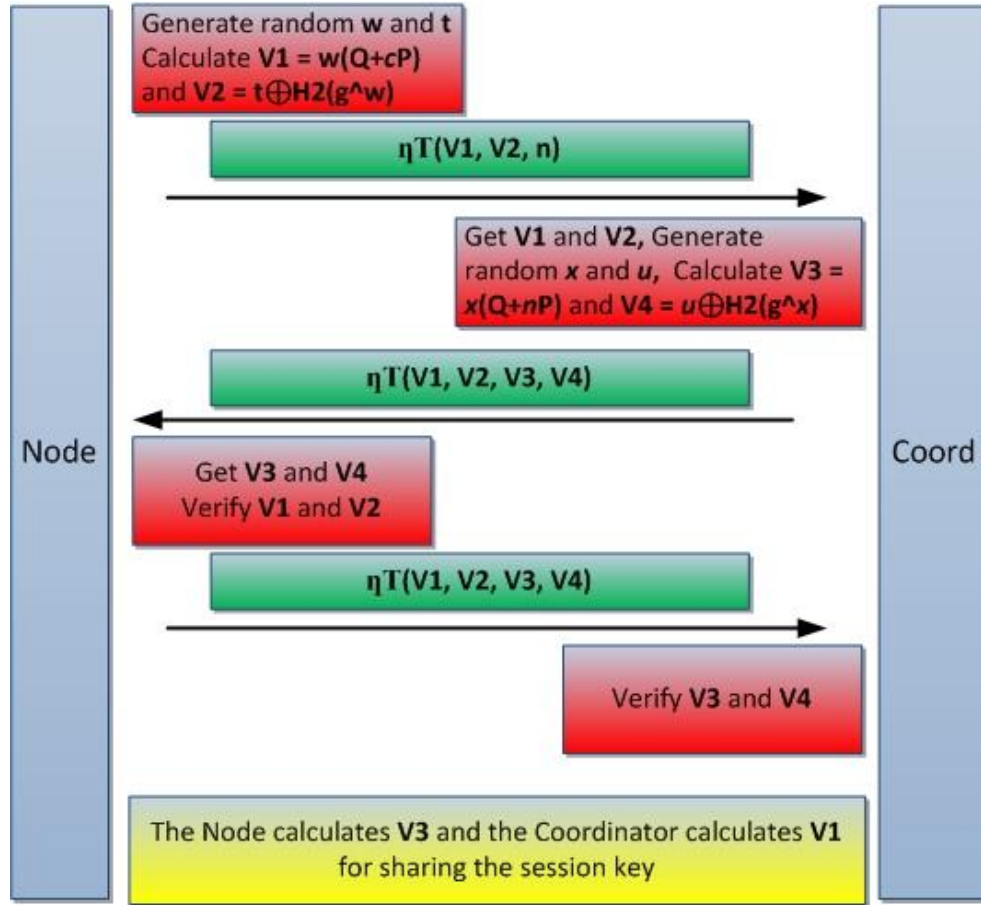 Generate random w and t
Calculate V1 = w(Q+cP)
and V2 = t⊕H2(g^w)
ηT(V1, V2, n)
Get V1 and V2, Generate
random x and u, Calculate V3 =
x(Q+nP) and V4 = u⊕H2(g^x)
ηT(V1, V2, V3, V4)
Node
Coord
Get V3 and V4
Verify V1 and V2
ηT(V1, V2, V3, V4)
Verify V3 and V4
The Node calculates V3 and the Coordinator calculates V1
for sharing the session key